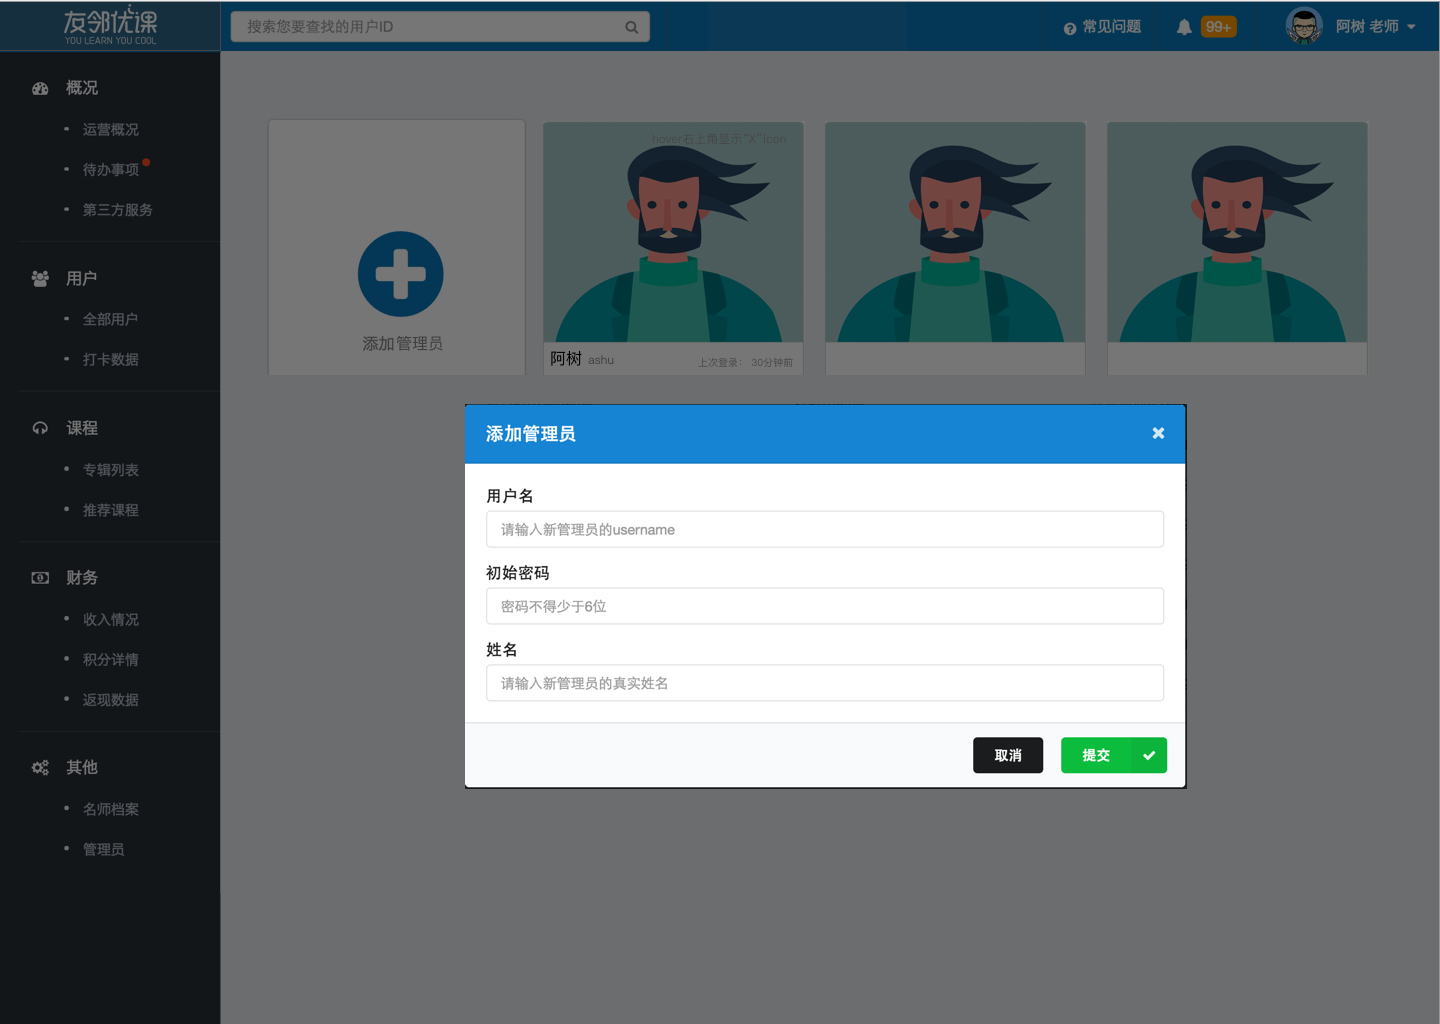 友邻优课
YOU LEARN YOU COOL
搜索您要查找的用户ID
常见问题
99+
阿树 老师
概况
运营概况
待办事项
第三方服务
用户
全部用户
打卡数据
课程
专辑列表
推荐课程
财务
收入情况
积分详情
返现数据
其他
名师档案
管理员
添加管理员
hover右上角显示“X”icon
阿树 ashu
上次登录： 30分钟前
添加管理员
用户名
请输入新管理员的username
初始密码
密码不得少于6位
姓名
请输入新管理员的真实姓名
取消
提交